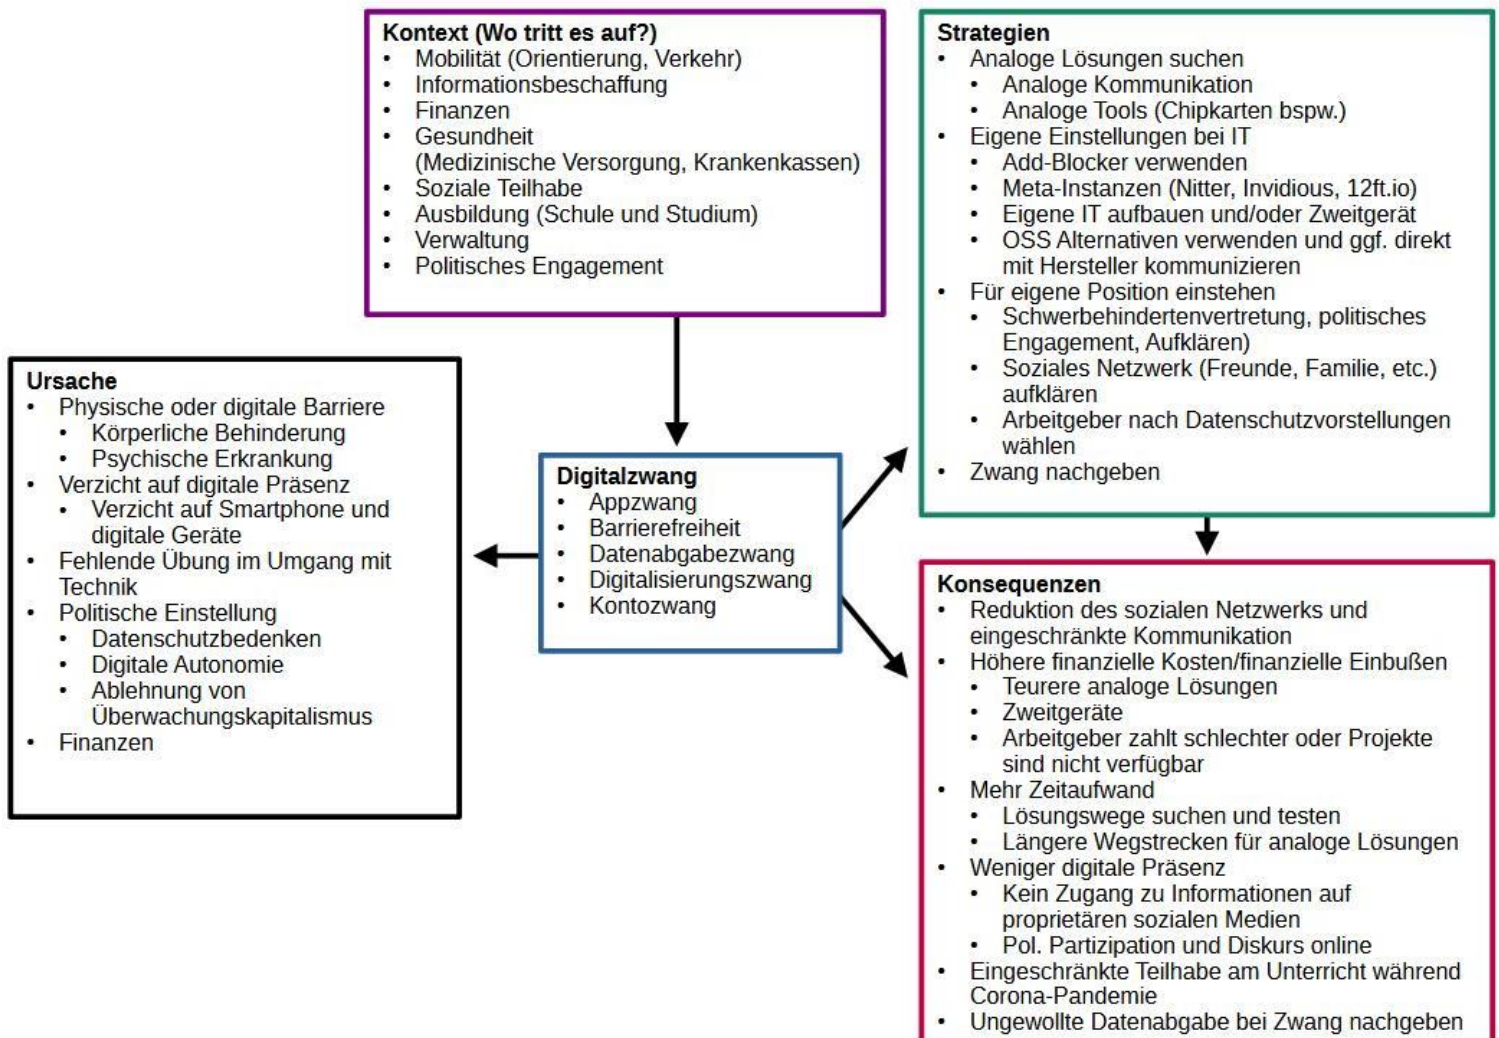 Kontext (Wo tritt es auf?)
• Mobilität (Orientierung, Verkehr)
• Informationsbeschaffung
• Finanzen
• Gesundheit
(Medizinische Versorgung, Krankenkassen)
• Soziale Teilhabe
• Ausbildung (Schule und Studium)
• Verwaltung
• Politisches Engagement
Strategien
• Analoge Lösungen suchen
• Analoge Kommunikation
• Analoge Tools (Chipkarten bspw.)
• Eigene Einstellungen bei IT
• Add-Blocker verwenden
• Meta-Instanzen (Nitter, Invidious, 12ft.io)
• Eigene IT aufbauen und/oder Zweitgerät
• OSS Alternativen verwenden und ggf. direkt
mit Hersteller kommunizieren
• Für eigene Position einstehen
• Schwerbehindertenvertretung, politisches
Engagement, Aufklären)
• Soziales Netzwerk (Freunde, Familie, etc.)
aufklären
• Arbeitgeber nach Datenschutzvorstellungen
wählen
• Zwang nachgeben
Ursache
• Physische oder digitale Barriere
• Körperliche Behinderung
• Psychische Erkrankung
• Verzicht auf digitale Präsenz
• Verzicht auf Smartphone und
digitale Geräte
• Fehlende Übung im Umgang mit
Technik
• Politische Einstellung
• Datenschutzbedenken
• Digitale Autonomie
• Ablehnung von
Überwachungskapitalismus
• Finanzen
Digitalzwang
• Appzwang
• Barrierefreiheit
• Datenabgabezwang
• Digitalisierungszwang
• Kontozwang
Konsequenzen
• Reduktion des sozialen Netzwerks und
eingeschränkte Kommunikation
• Höhere finanzielle Kosten/finanzielle Einbußen
• Teurere analoge Lösungen
• Zweitgeräte
• Arbeitgeber zahlt schlechter oder Projekte
sind nicht verfügbar
• Mehr Zeitaufwand
• Lösungswege suchen und testen
• Längere Wegstrecken für analoge Lösungen
• Weniger digitale Präsenz
• Kein Zugang zu Informationen auf
proprietären sozialen Medien
• Pol. Partizipation und Diskurs online
• Eingeschränkte Teilhabe am Unterricht während
Corona-Pandemie
• Ungewollte Datenabgabe bei Zwang nachgeben